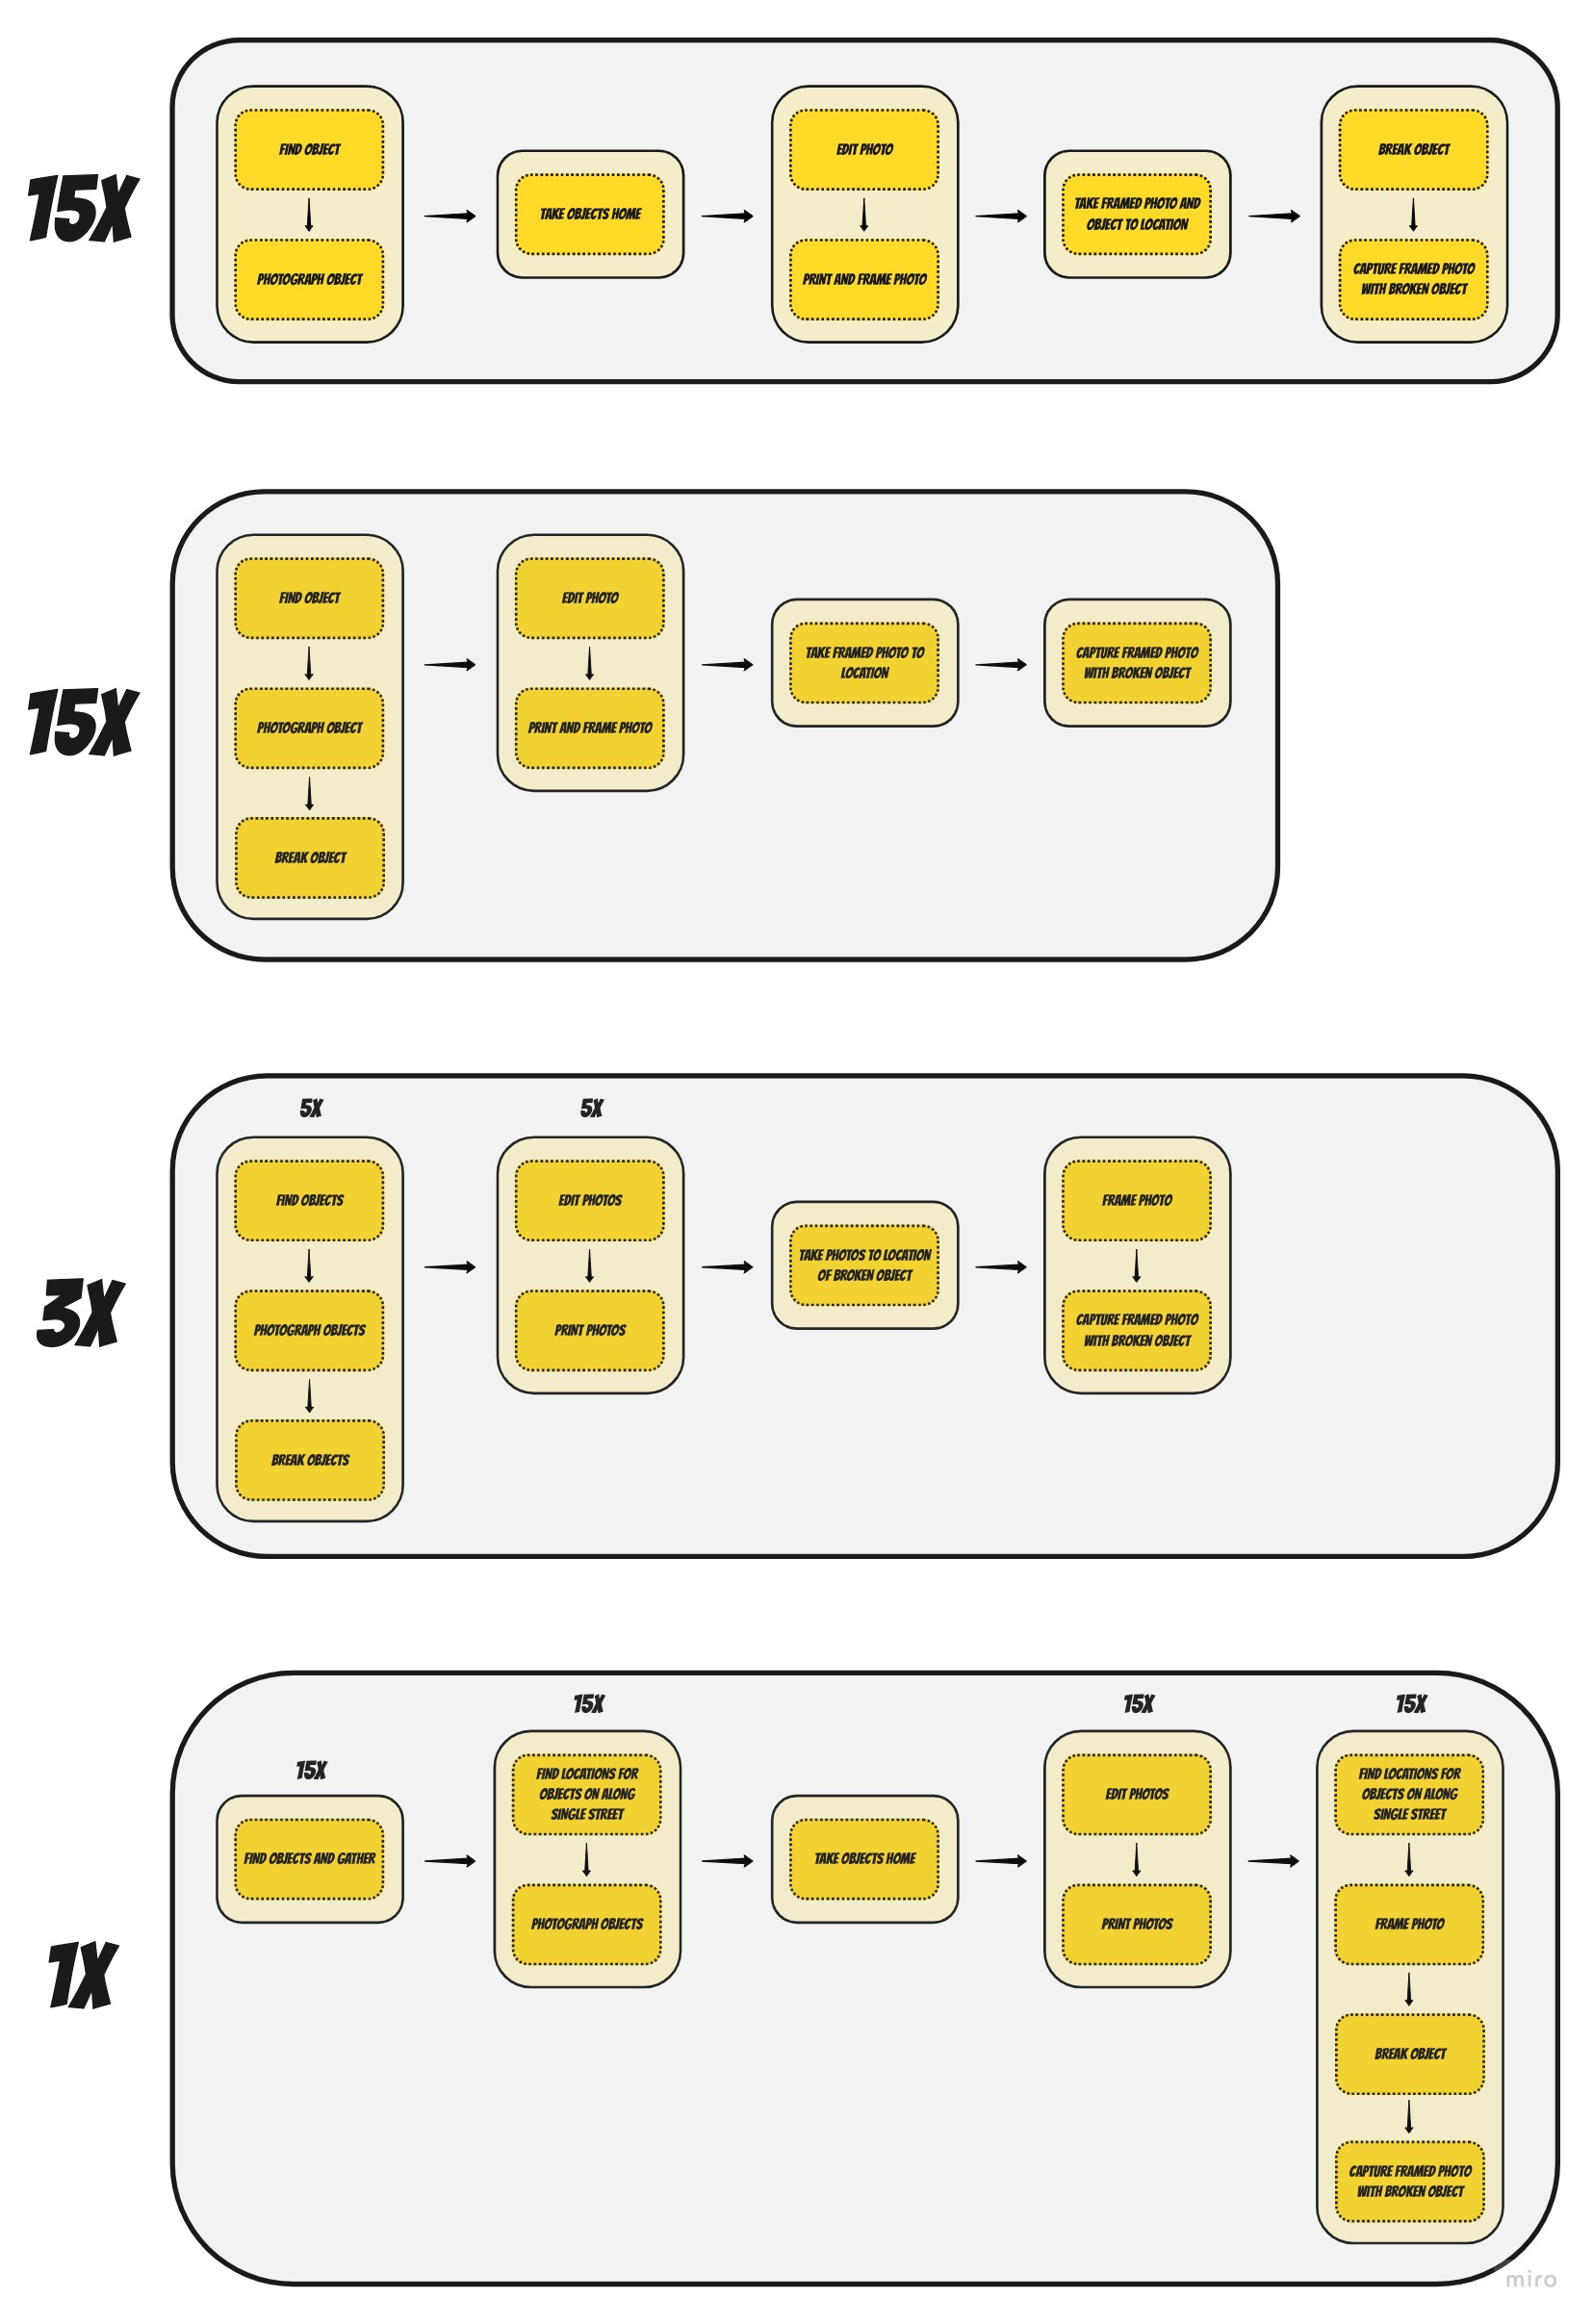 15X
FIND OBJECT
PHOTOGRAPH OBJECT
TAKE OBJECTS HOME
EDIT PHOTO
PRINT AND FRAME PHOTO
TAKE FRAMED PHOTO AND
OBJECT TO LOCATION
BREAK OBJECT
CAPTURE FRAMED PHOTO
WITH BROKEN OBJECT
15X
FIND OBJECT
PHOTOGRAPH OBJECT
BREAK OBJECT
EDIT PHOTO
PRINT AND FRAME PHOTO
TAKE FRAMED PHOTO TO
LOCATION
CAPTURE FRAMED PHOTO
WITH BROKEN OBJECT
3X
5X
FIND OBJECTS
PHOTOGRAPH OBJECTS
BREAK OBJECTS
5X
EDIT PHOTOS
PRINT PHOTOS
TAKE PHOTOS TO LOCATION
OF BROKEN OBJECT
FRAME PHOTO
CAPTURE FRAMED PHOTO
WITH BROKEN OBJECT
1X
15X
FIND OBJECTS AND GATHER
15X
FIND LOCATIONS FOR
OBJECTS ON ALONG
SINGLE STREET
PHOTOGRAPH OBJECTS
TAKE OBJECTS HOME
15X
EDIT PHOTOS
PRINT PHOTOS
15X
FIND LOCATIONS FOR
OBJECTS ON ALONG
SINGLE STREET
FRAME PHOTO
BREAK OBJECT
CAPTURE FRAMED PHOTO
WITH BROKEN OBJECT
miro